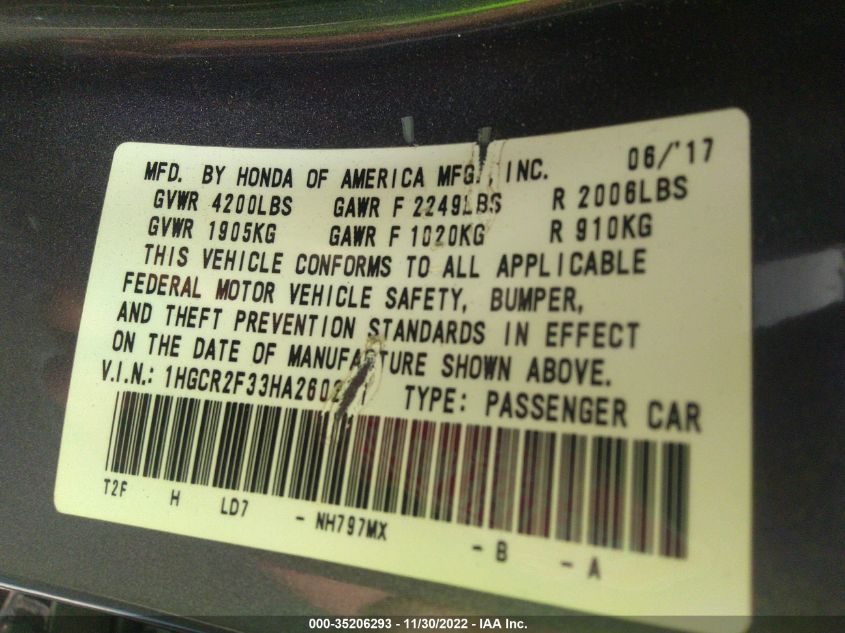 06/'17
MFD. BY HONDA OF AMERICA MFG., INC.
GVWR 4200LBS GAWR F 2249LBS R 2006LBS
GVWR 1905KG GAWR F 1020KG R 910KG
THIS VEHICLE CONFORMS TO ALL APPLICABLE
FEDERAL MOTOR VEHICLE SAFETY, BUMPER,
AND THEFT PREVENTION STANDARDS IN EFFECT
ON THE DATE OF MANUFACTURE SHOWN ABOVE.
V.I.N.: TYPE: PASSENGER CAR
T2F H LD7 - NH797MX - B - A
000-35206293 - 11/30/2022 - IAA Inc.